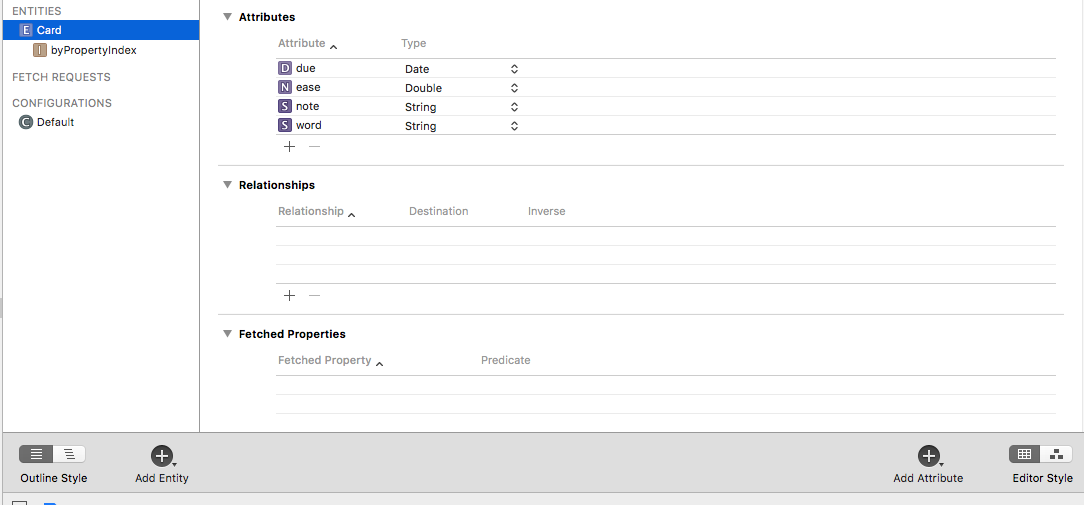 ENTITIES
E Card
I byPropertyIndex
FETCH REQUESTS
CONFIGURATIONS
C Default
Attributes
Attribute Type
D due Date
N ease Double
S note String
S word String
Relationships
Relationship Destination Inverse
Fetched Properties
Fetched Property Predicate
Outline Style Add Entity Add Attribute Editor Style